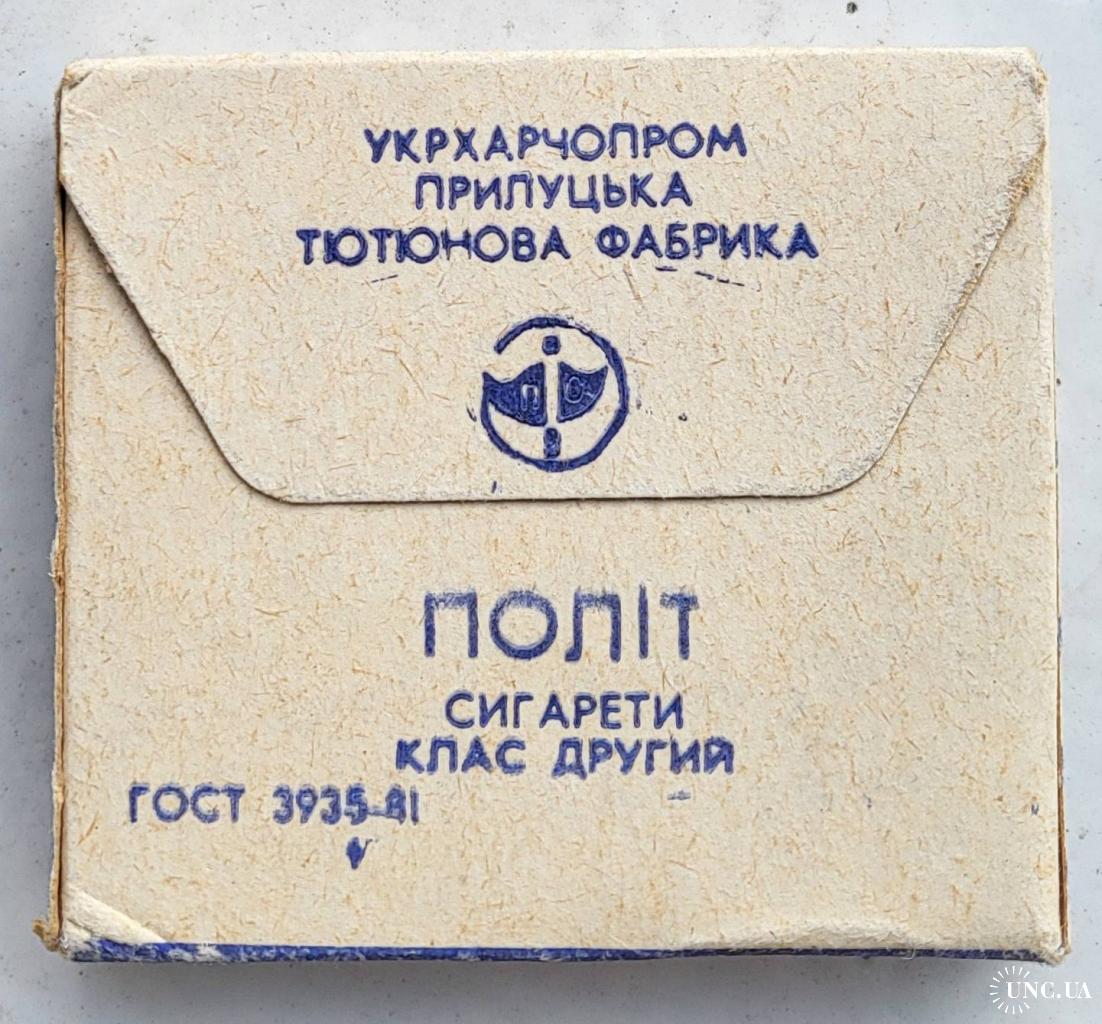 УКРХАРЧОПРОМ
ПРИЛУЦЬКА
ТЮТЮНОВА ФАБРИКА
П С
ПОЛІТ
СИГАРЕТИ
КЛАС ДРУГИЙ
ГОСТ 3935-81
UNC.UA